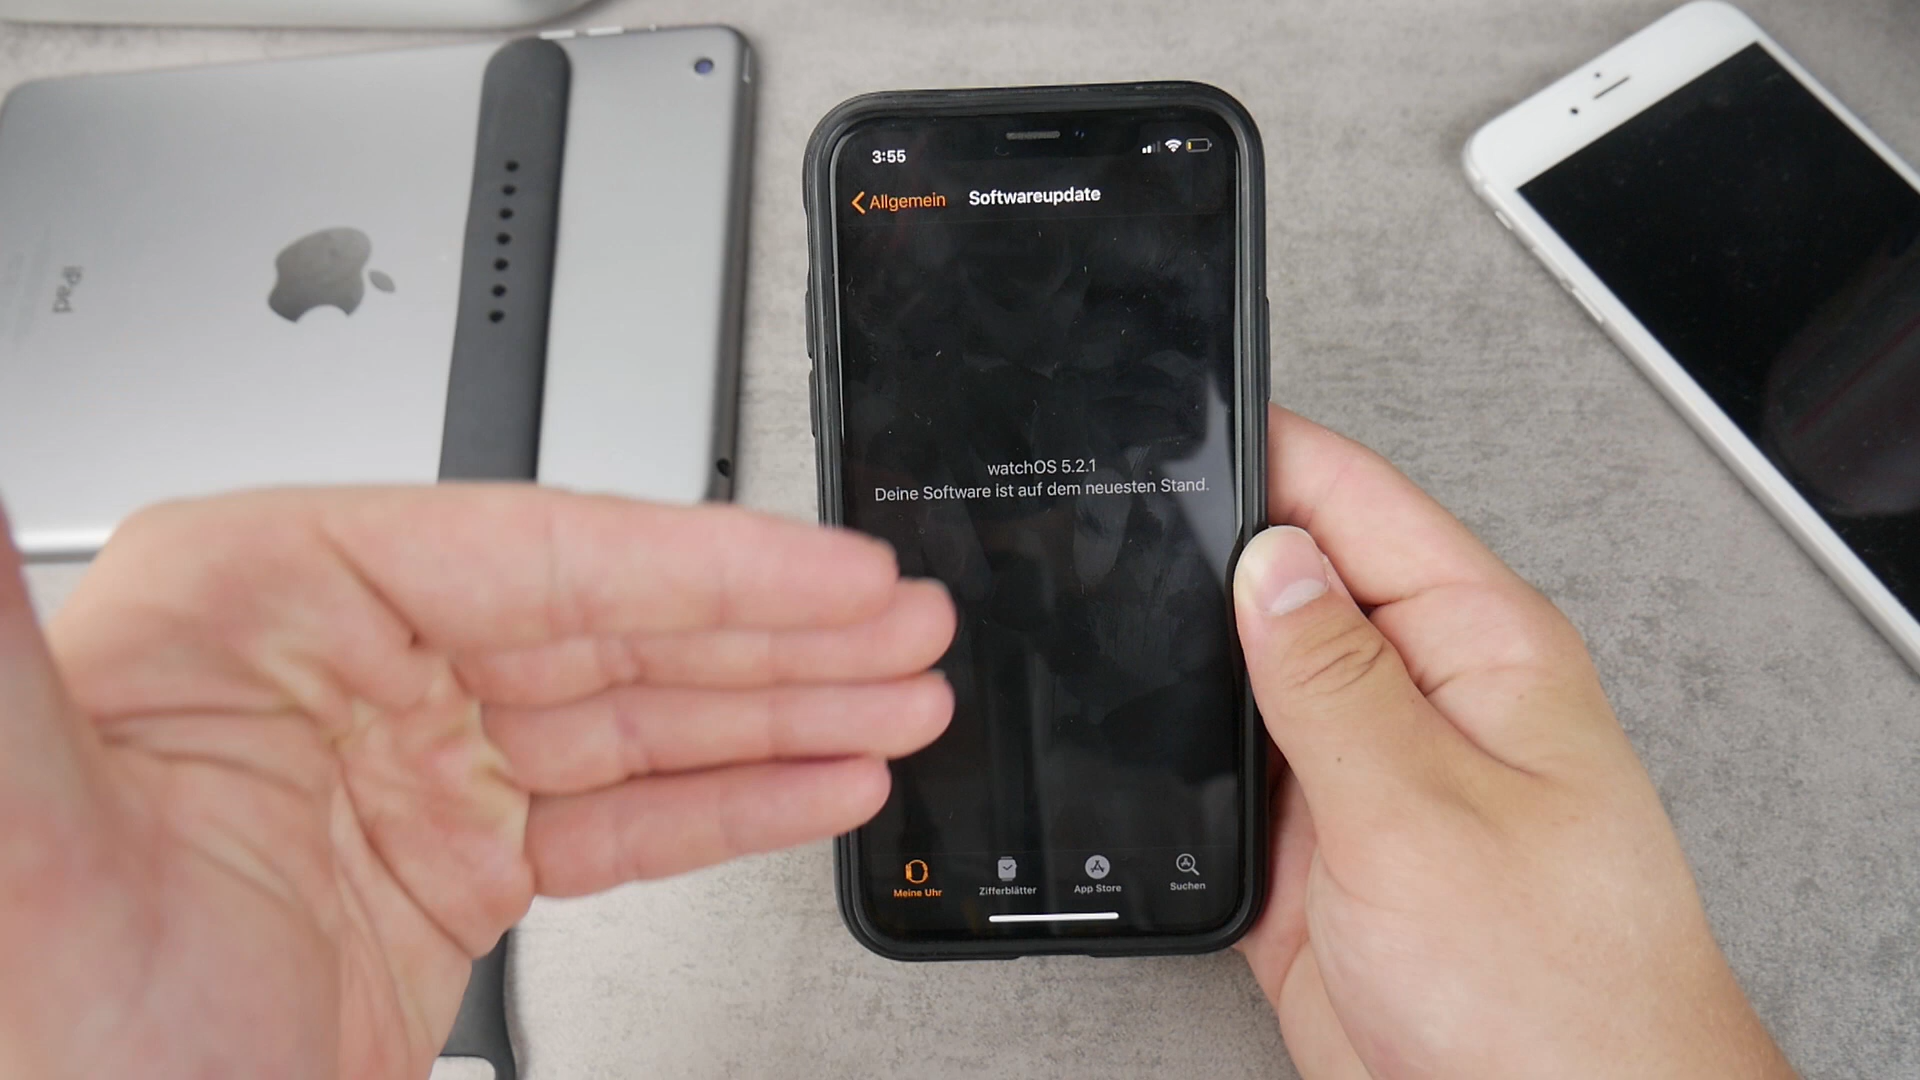 iPad
3:55
Allgemein Softwareupdate
watchOS 5.2.1
Deine Software ist auf dem neuesten Stand.
Meine Uhr Zifferblätter App Store Suchen